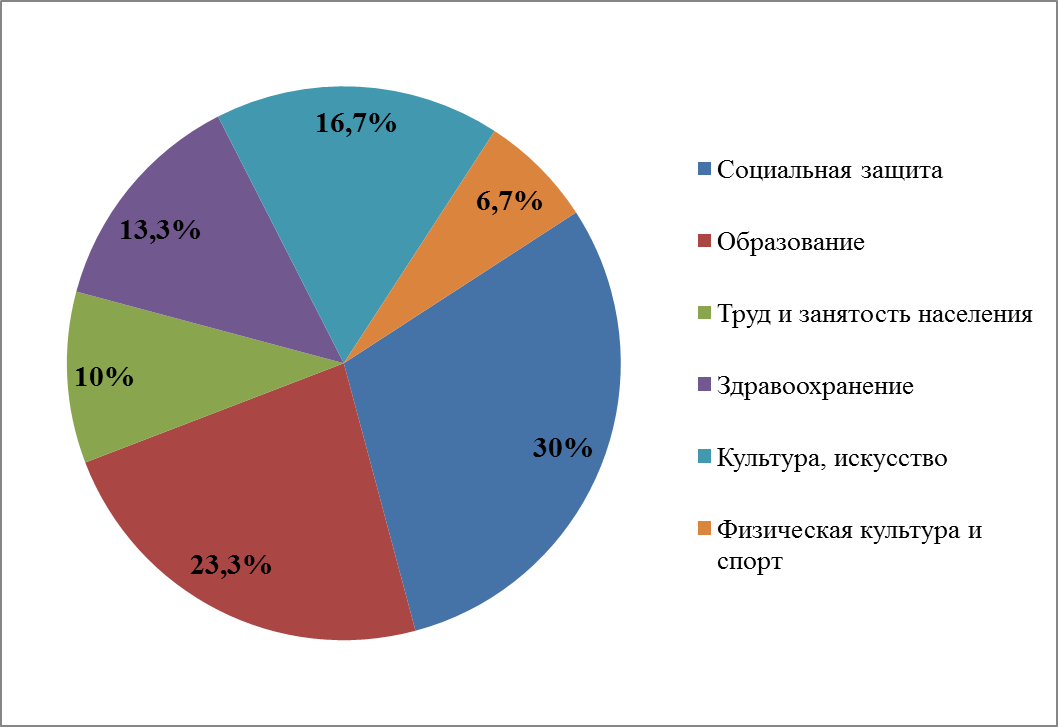 16,7%
6,7%
13,3%
10%
30%
23,3%
Социальная защита
Образование
Труд и занятость населения
Здравоохранение
Культура, искусство
Физическая культура и
спорт